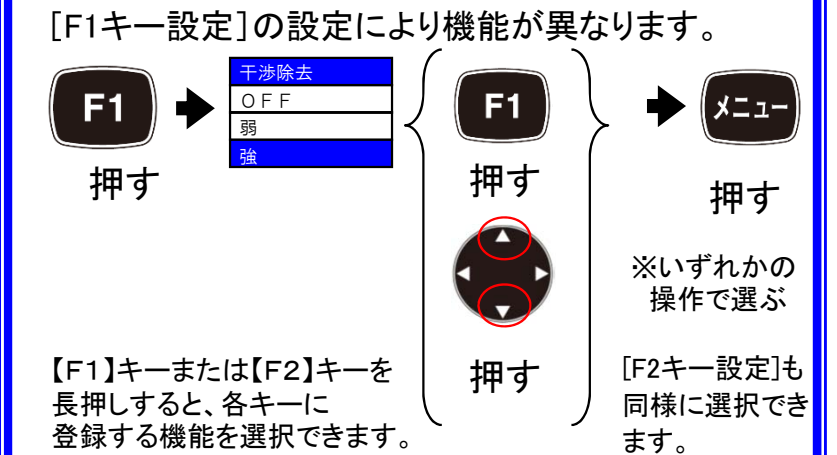 [F1キー設定]の設定により機能が異なります。
F1
押す
干渉除去
OFF
弱
強
F1
押す
押す
メニュー
押す
※いずれかの
操作で選ぶ
【F1】キーまたは【F2】キーを
長押しすると、各キーに
登録する機能を選択できます。
[F2キー設定]も
同様に選択でき
ます。